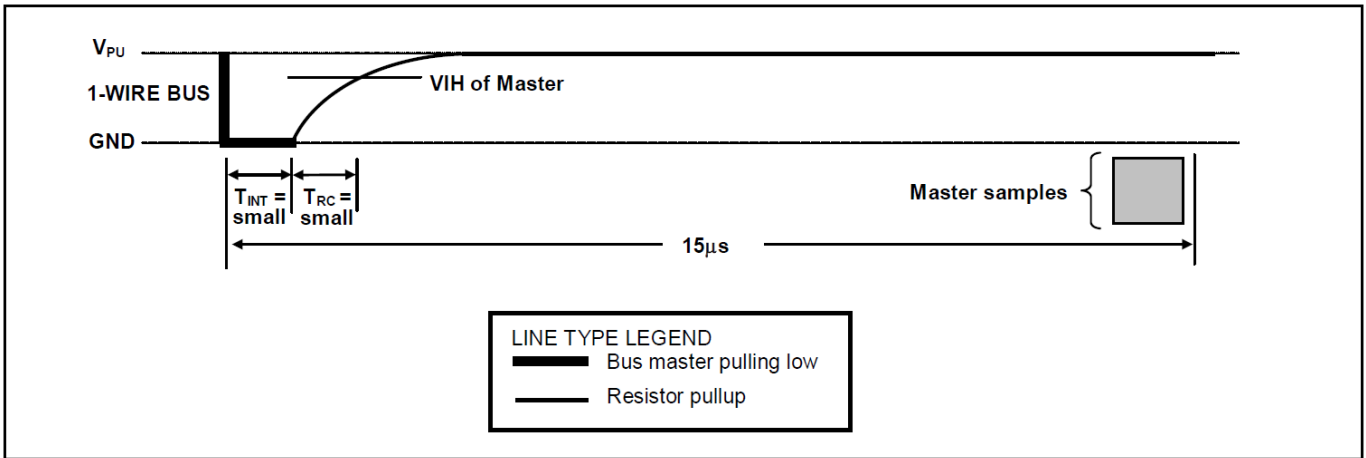 VPU
1-WIRE BUS
VIH of Master
GND
TINT = small
TRC = small
Master samples
15μs
LINE TYPE LEGEND
Bus master pulling low
Resistor pullup